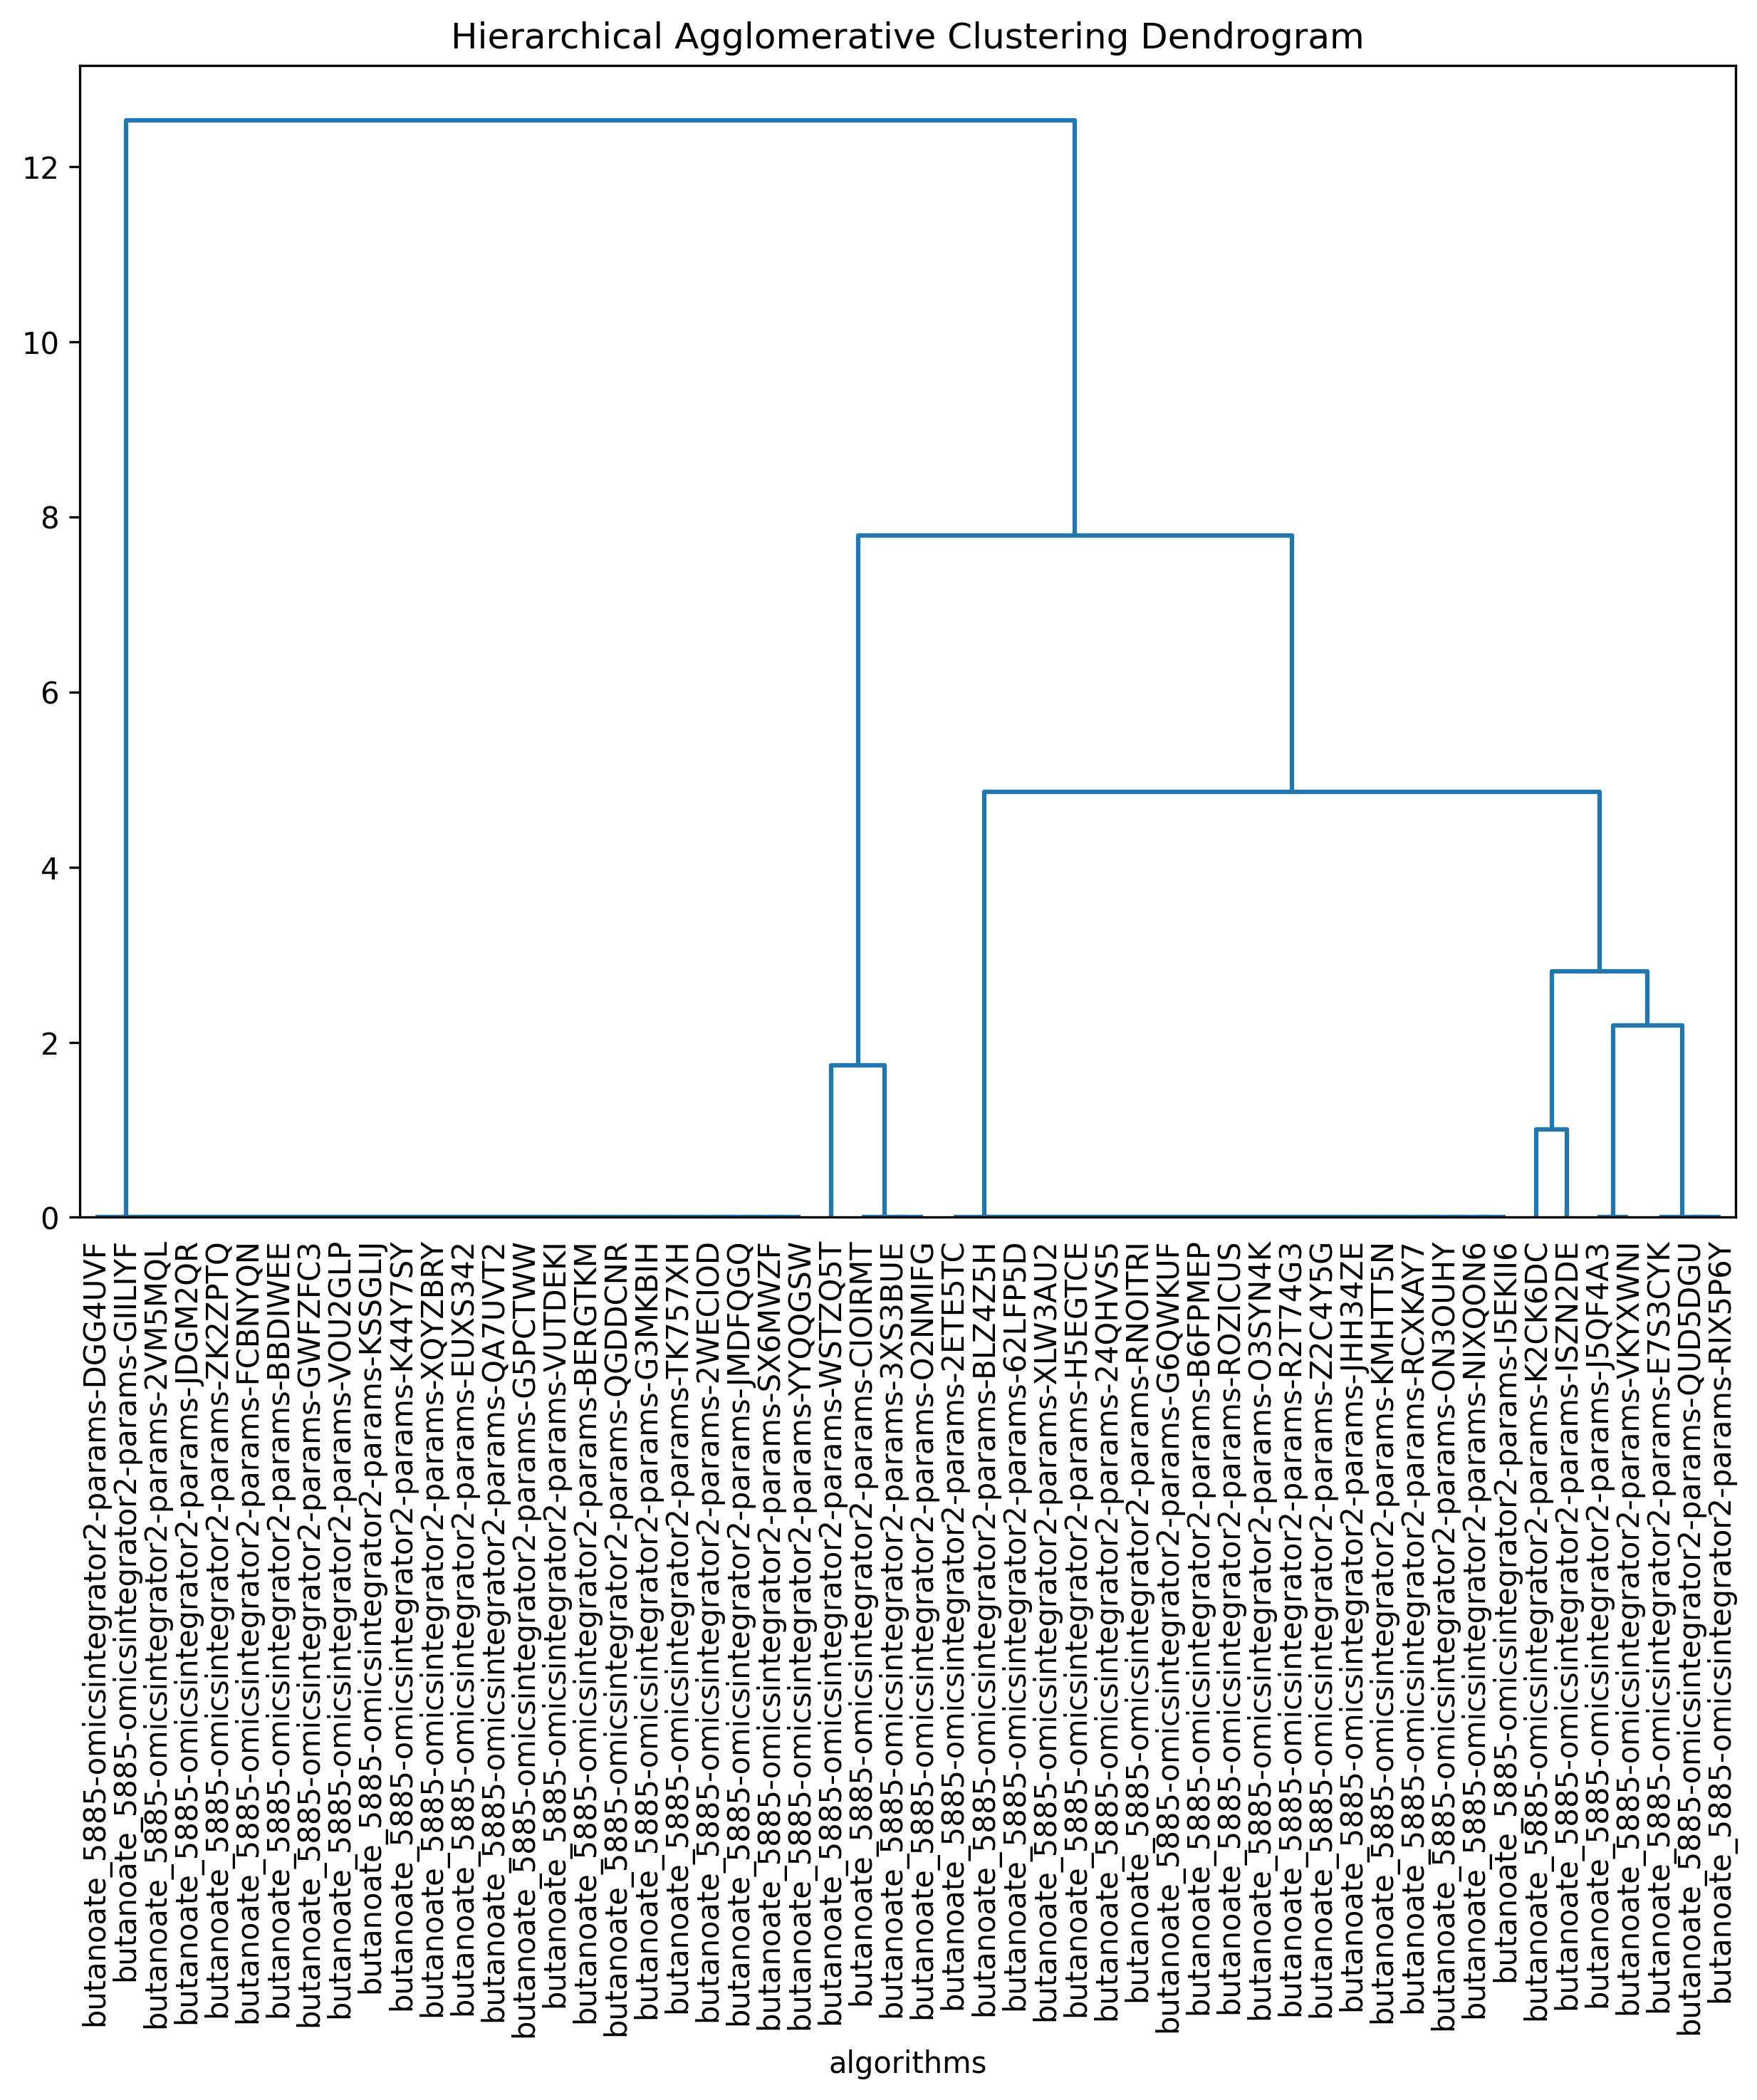 Hierarchical Agglomerative Clustering Dendrogram
12
10
8
6
4
2
0
butanoate_5885-omicsintegrator2-params-DGG4UVF
butanoate_5885-omicsintegrator2-params-GIILIYF
butanoate_5885-omicsintegrator2-params-2VM5MQL
butanoate_5885-omicsintegrator2-params-JDGM2QR
butanoate_5885-omicsintegrator2-params-ZK2ZPTQ
butanoate_5885-omicsintegrator2-params-FCBNYQN
butanoate_5885-omicsintegrator2-params-BBDIWEE
butanoate_5885-omicsintegrator2-params-GWFZFC3
butanoate_5885-omicsintegrator2-params-VOU2GLP
butanoate_5885-omicsintegrator2-params-KSSGLIJ
butanoate_5885-omicsintegrator2-params-K44Y7SY
butanoate_5885-omicsintegrator2-params-XQYZBRY
butanoate_5885-omicsintegrator2-params-EUXS342
butanoate_5885-omicsintegrator2-params-QA7UVT2
butanoate_5885-omicsintegrator2-params-G5PCTWW
butanoate_5885-omicsintegrator2-params-VUTDEKI
butanoate_5885-omicsintegrator2-params-BERGTKM
butanoate_5885-omicsintegrator2-params-QGDDCNR
butanoate_5885-omicsintegrator2-params-G3MKBIH
butanoate_5885-omicsintegrator2-params-TK757XH
butanoate_5885-omicsintegrator2-params-2WECIOD
butanoate_5885-omicsintegrator2-params-JMDFQGQ
butanoate_5885-omicsintegrator2-params-SX6MWZF
butanoate_5885-omicsintegrator2-params-YYQQGSW
butanoate_5885-omicsintegrator2-params-WSTZQ5T
butanoate_5885-omicsintegrator2-params-CIOIRMT
butanoate_5885-omicsintegrator2-params-3XS3BUE
butanoate_5885-omicsintegrator2-params-O2NMIFG
butanoate_5885-omicsintegrator2-params-2ETE5TC
butanoate_5885-omicsintegrator2-params-BLZ4Z5H
butanoate_5885-omicsintegrator2-params-62LFP5D
butanoate_5885-omicsintegrator2-params-XLW3AU2
butanoate_5885-omicsintegrator2-params-H5EGTCE
butanoate_5885-omicsintegrator2-params-24QHVS5
butanoate_5885-omicsintegrator2-params-RNOITRI
butanoate_5885-omicsintegrator2-params-G6QWKUF
butanoate_5885-omicsintegrator2-params-B6FPMEP
butanoate_5885-omicsintegrator2-params-ROZICUS
butanoate_5885-omicsintegrator2-params-O3SYN4K
butanoate_5885-omicsintegrator2-params-R2T74G3
butanoate_5885-omicsintegrator2-params-Z2C4Y5G
butanoate_5885-omicsintegrator2-params-JHH34ZE
butanoate_5885-omicsintegrator2-params-KMHTT5N
butanoate_5885-omicsintegrator2-params-RCXKAY7
butanoate_5885-omicsintegrator2-params-ON3OUHY
butanoate_5885-omicsintegrator2-params-NIXQON6
butanoate_5885-omicsintegrator2-params-I5EKII6
butanoate_5885-omicsintegrator2-params-K2CK6DC
butanoate_5885-omicsintegrator2-params-ISZN2DE
butanoate_5885-omicsintegrator2-params-J5QF4A3
butanoate_5885-omicsintegrator2-params-VKYXWNI
butanoate_5885-omicsintegrator2-params-E7S3CYK
butanoate_5885-omicsintegrator2-params-QUD5DGU
butanoate_5885-omicsintegrator2-params-RIX5P6Y
algorithms